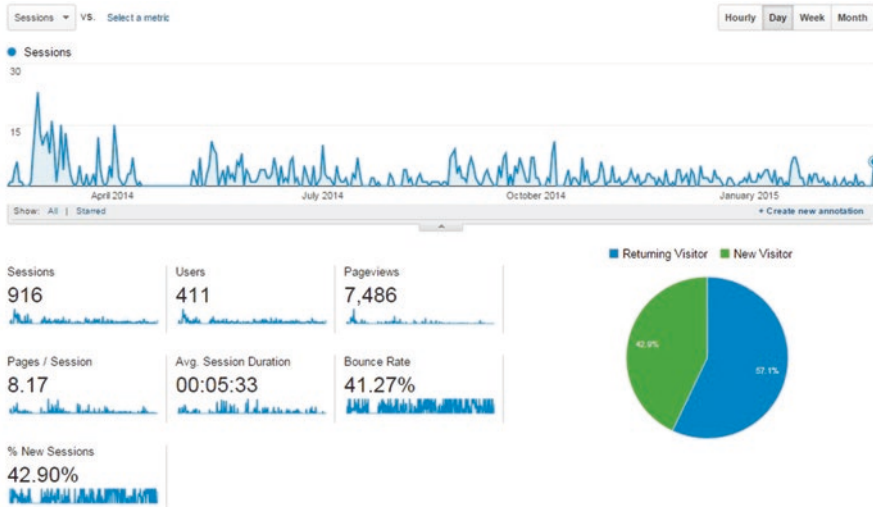 Sessions VS. Select a metric
Hourly Day Week Month
Sessions
30
15
April 2014 July 2014 October 2014 January 2015
Show: All | Starred + Create new annotation
Returning Visitor New Visitor
Sessions Users Pageviews
916 411 7,486
Pages / Session Avg. Session Duration Bounce Rate
8.17 00:05:33 41.27%
% New Sessions
42.90%
42.9%
57.1%